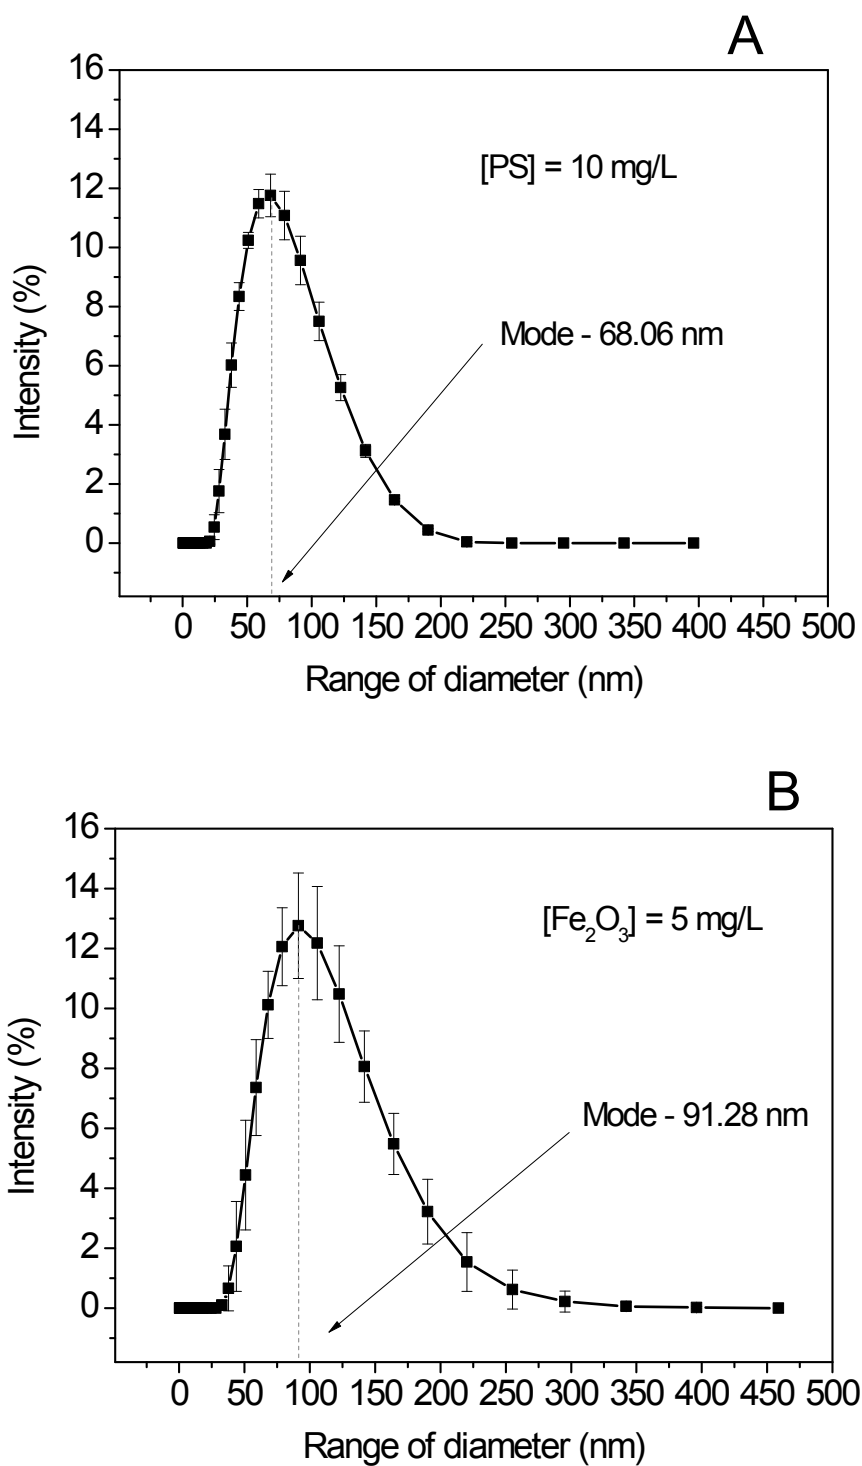 A
16
14
12
10
8
6
4
2
0
Intensity (%)
[PS] = 10 mg/L
Mode - 68.06 nm
0 50 100 150 200 250 300 350 400 450 500
Range of diameter (nm)
B
16
14
12
10
8
6
4
2
0
Intensity (%)
[Fe₂O₃] = 5 mg/L
Mode - 91.28 nm
0 50 100 150 200 250 300 350 400 450 500
Range of diameter (nm)